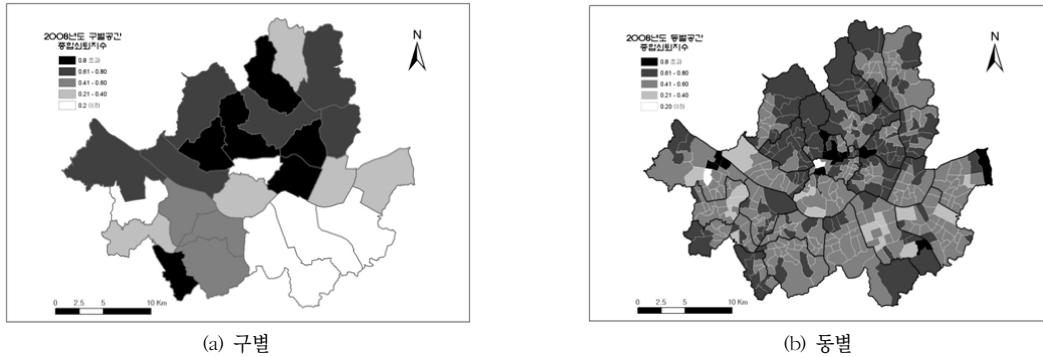 2008년도 구별공간
종합쇠퇴지수
0.8 초과
0.61 - 0.80
0.41 - 0.60
0.21 - 0.40
0.2 이하
N
0 2.5 5 10 Km
(a) 구별
2008년도 동별공간
종합쇠퇴지수
0.8 초과
0.61 - 0.80
0.41 - 0.60
0.21 - 0.40
0.20 이하
N
0 2.5 5 10 Km
(b) 동별